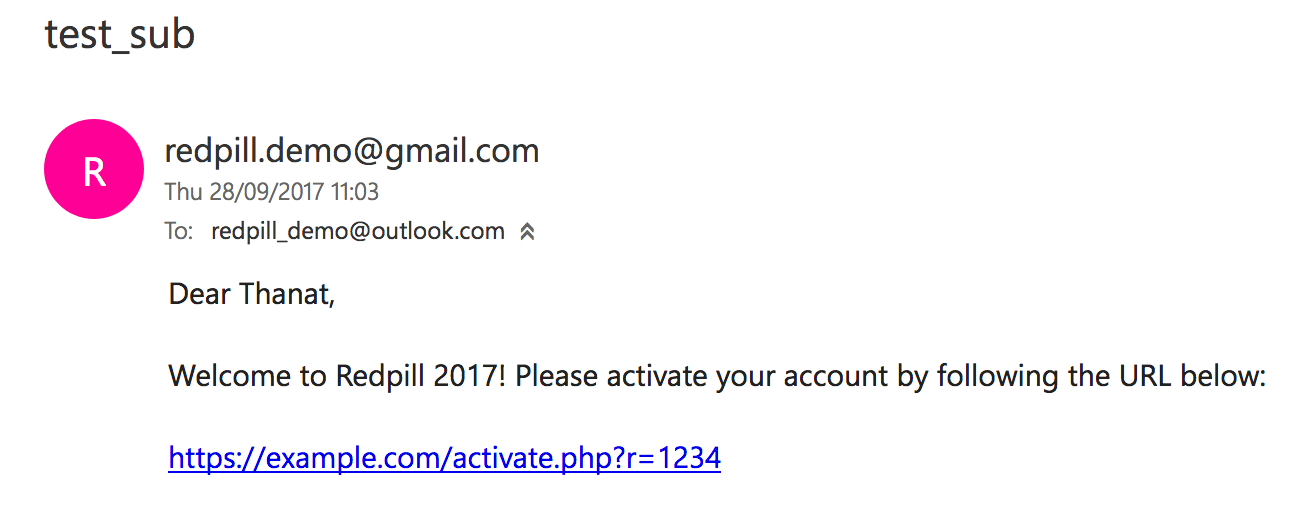 test_sub
R
redpill.demo@gmail.com
Thu 28/09/2017 11:03
To: redpill_demo@outlook.com
Dear Thanat,
Welcome to Redpill 2017! Please activate your account by following the URL below:
https://example.com/activate.php?r=1234